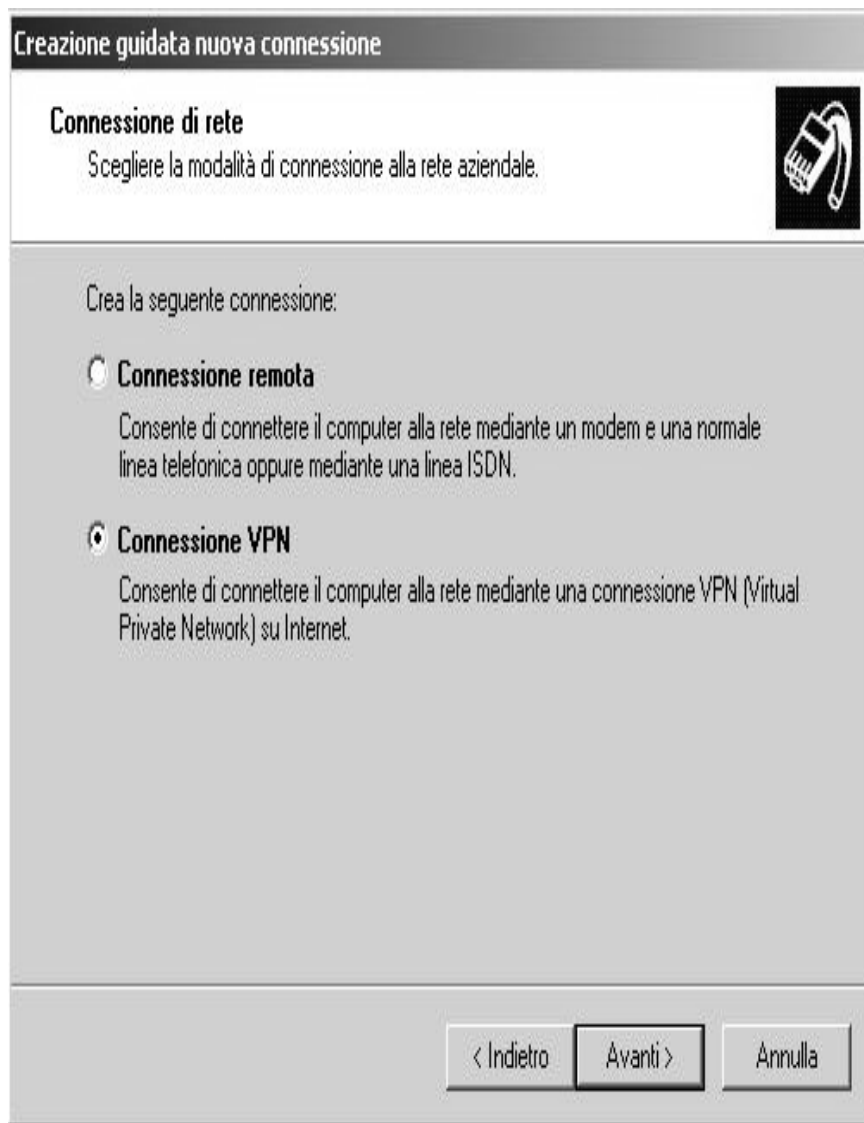 Creazione guidata nuova connessione
Connessione di rete
Scegliere la modalità di connessione alla rete aziendale.
Crea la seguente connessione:
Connessione remota
Consente di connettere il computer alla rete mediante un modem e una normale
linea telefonica oppure mediante una linea ISDN.
Connessione VPN
Consente di connettere il computer alla rete mediante una connessione VPN (Virtual
Private Network) su Internet.
< Indietro
Avanti >
Annulla